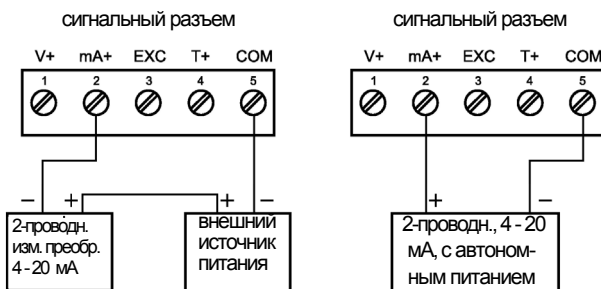 сигнальный разъем
V+ mA+ EXC T+ COM
1 2 3 4 5
– + + –
2-проводн.
изм. преобр.
4 - 20 мА
внешний
источник
питания
сигнальный разъем
V+ mA+ EXC T+ COM
1 2 3 4 5
+ –
2-проводн., 4 - 20
мА, с автоном-
ным питанием